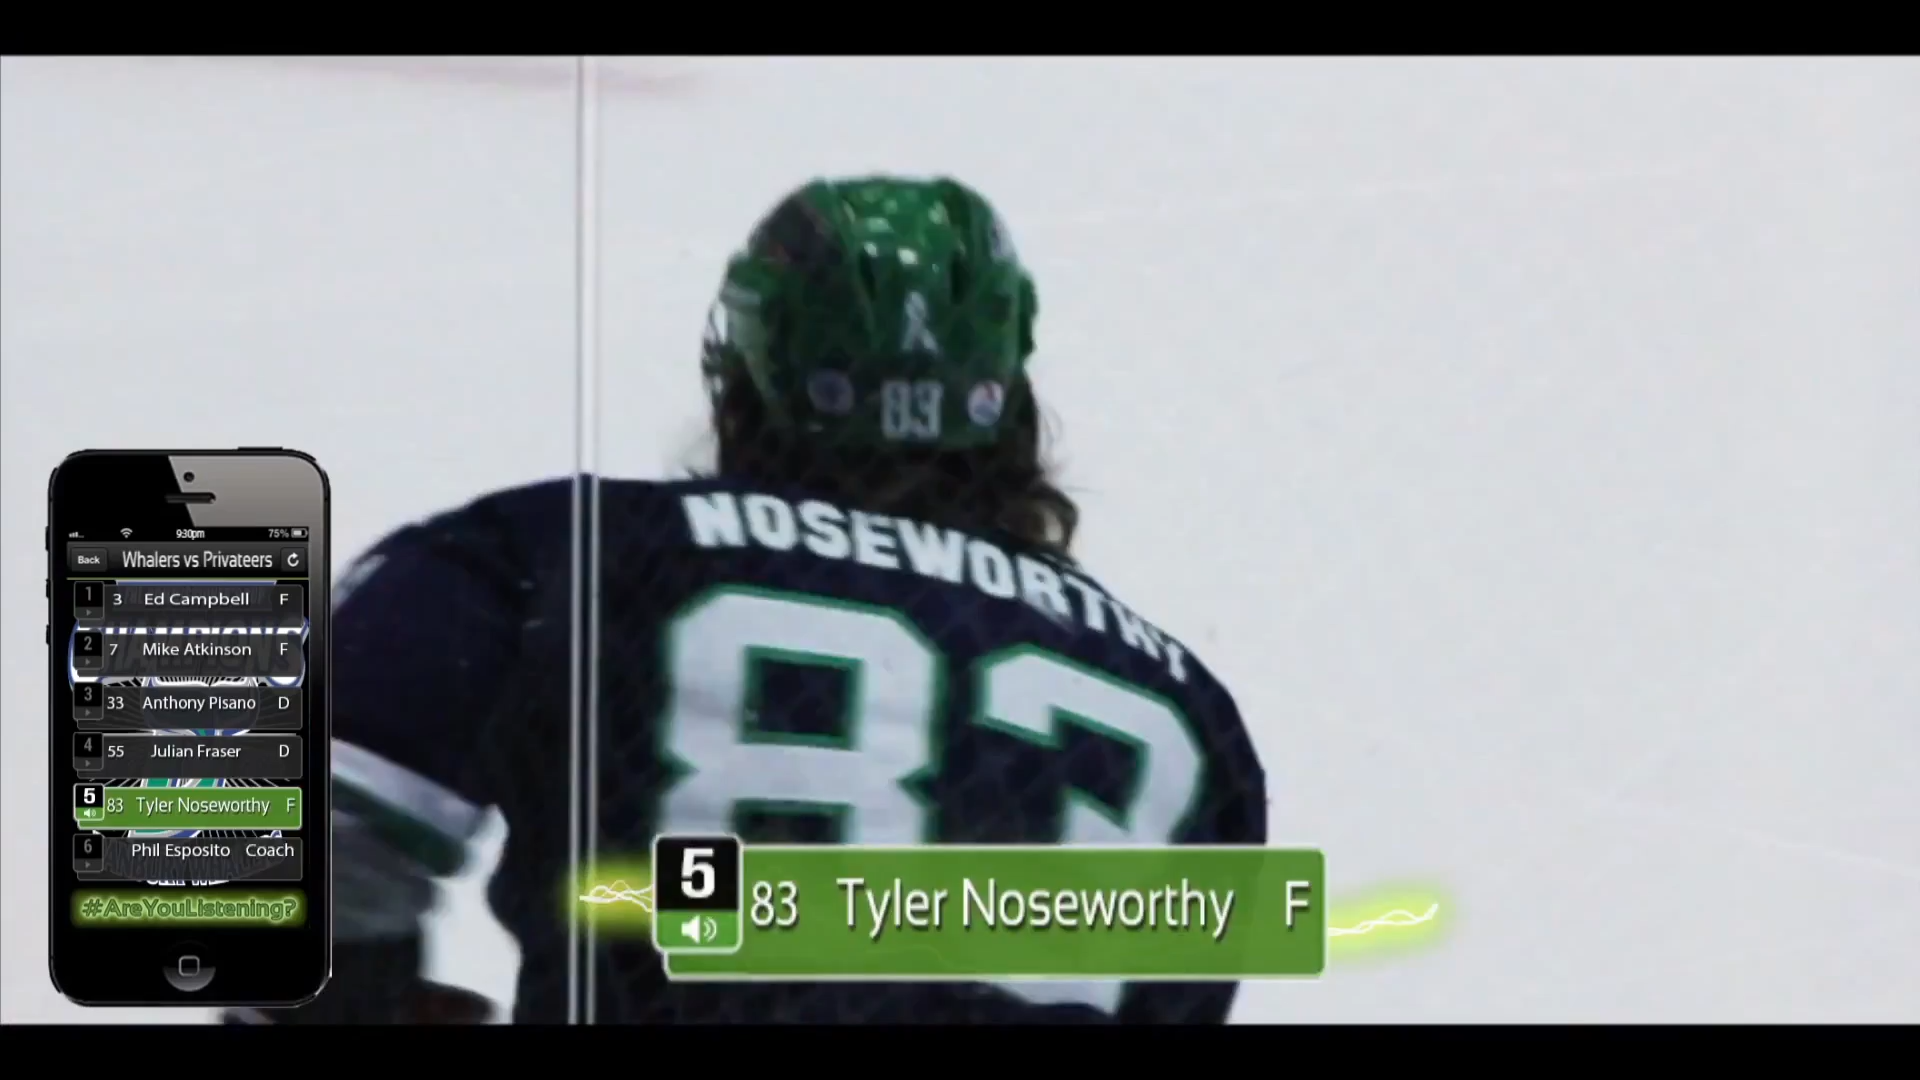 83
NOSEWORTHY
83
9:30pm 75%
Back Whalers vs Privateers
1 3 Ed Campbell F
2 7 Mike Atkinson F
CHAMPIONS
3 33 Anthony Pisano D
4 55 Julian Fraser D
5 83 Tyler Noseworthy F
6 Phil Esposito Coach
#AreYouListening?
5 83 Tyler Noseworthy F